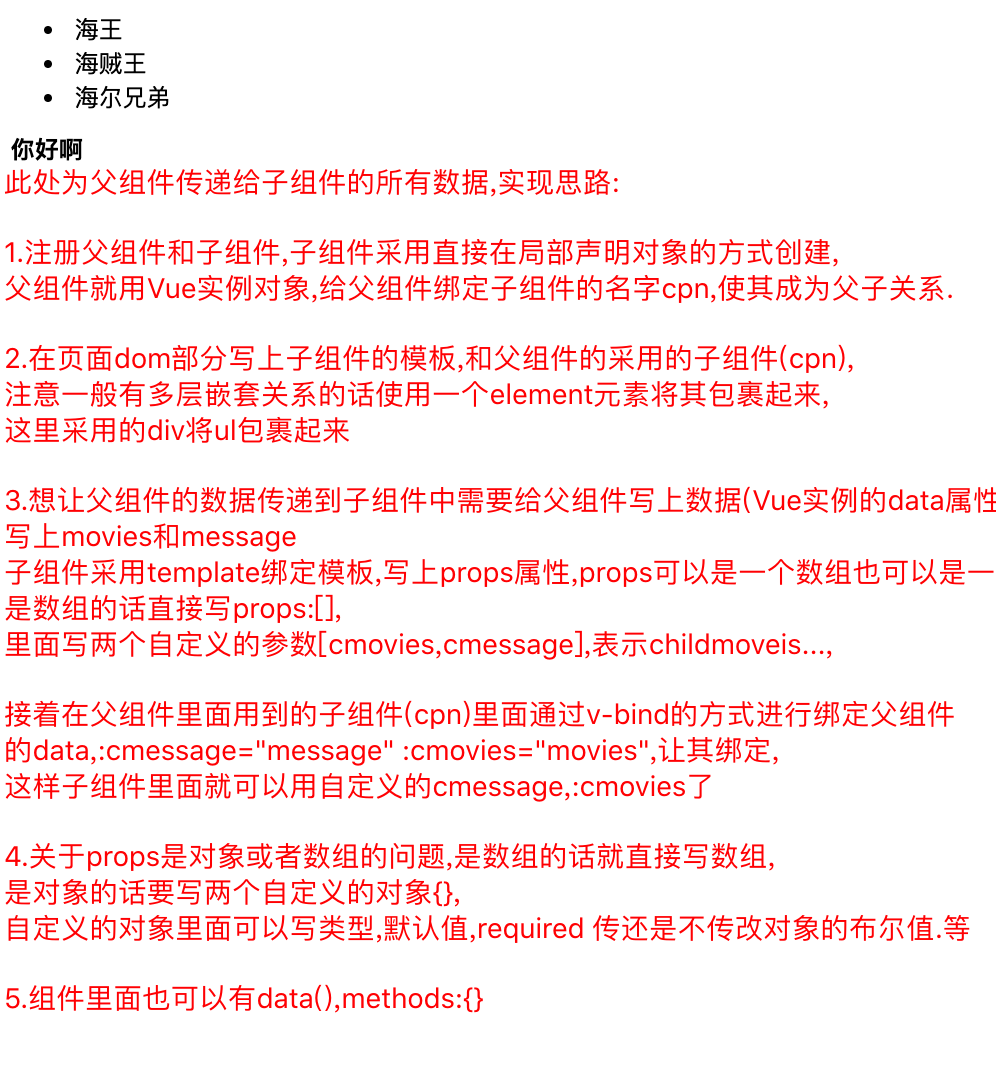 海王
海贼王
海尔兄弟
你好啊
此处为父组件传递给子组件的所有数据,实现思路:
1.注册父组件和子组件,子组件采用直接在局部声明对象的方式创建,
父组件就用Vue实例对象,给父组件绑定子组件的名字cpn,使其成为父子关系.
2.在页面dom部分写上子组件的模板,和父组件的采用的子组件(cpn),
注意一般有多层嵌套关系的话使用一个element元素将其包裹起来,
这里采用的div将ul包裹起来
3.想让父组件的数据传递到子组件中需要给父组件写上数据(Vue实例的data属性
写上movies和message
子组件采用template绑定模板,写上props属性,props可以是一个数组也可以是一
是数组的话直接写props:[],
里面写两个自定义的参数[cmovies,cmessage],表示childmoveis...,
接着在父组件里面用到的子组件(cpn)里面通过v-bind的方式进行绑定父组件
的data,:cmessage="message" :cmovies="movies",让其绑定,
这样子组件里面就可以用自定义的cmessage,:cmovies了
4.关于props是对象或者数组的问题,是数组的话就直接写数组,
是对象的话要写两个自定义的对象{},
自定义的对象里面可以写类型,默认值,required 传还是不传改对象的布尔值.等
5.组件里面也可以有data(),methods:{}